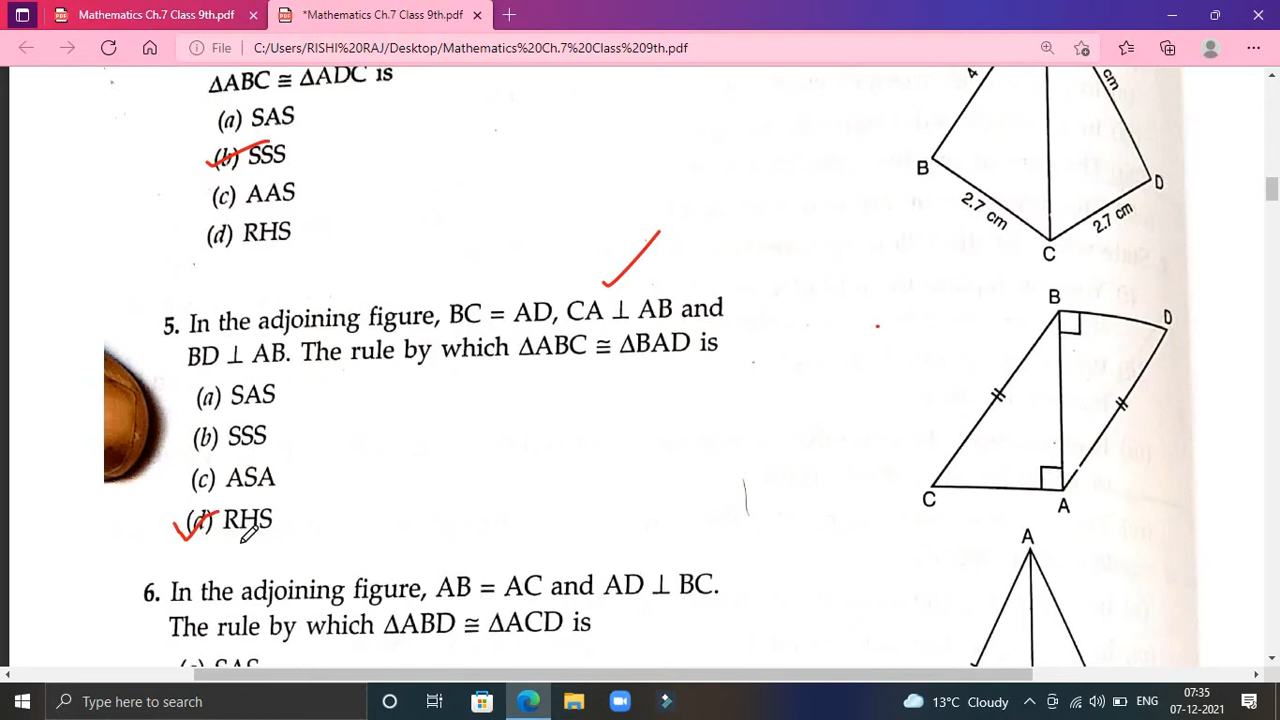 Mathematics Ch.7 Class 9th.pdf
*Mathematics Ch.7 Class 9th.pdf
File
C:/Users/RISHI%20RAJ/Desktop/Mathematics%20Ch.7%20Class%209th.pdf
ΔABC ≅ ΔADC is
(a) SAS
(b) SSS
(c) AAS
(d) RHS
4
cm
B
D
2.7 cm
2.7 cm
C
5. In the adjoining figure, BC = AD, CA ⊥ AB and
BD ⊥ AB. The rule by which ΔABC ≅ ΔBAD is
(a) SAS
(b) SSS
(c) ASA
(d) RHS
B
D
C
A
6. In the adjoining figure, AB = AC and AD ⊥ BC.
The rule by which ΔABD ≅ ΔACD is
(a) SAS
A
Type here to search
13°C Cloudy
ENG
07:35
07-12-2021